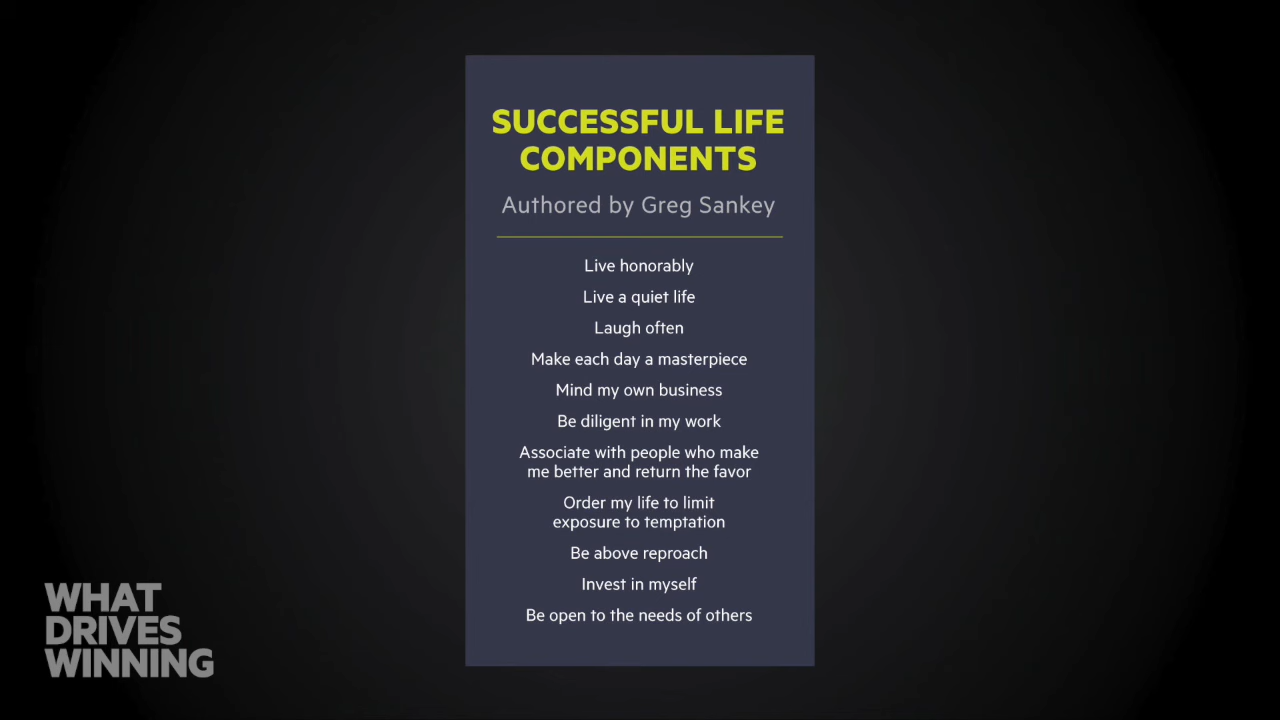 SUCCESSFUL LIFE
COMPONENTS
Authored by Greg Sankey
Live honorably
Live a quiet life
Laugh often
Make each day a masterpiece
Mind my own business
Be diligent in my work
Associate with people who make
me better and return the favor
Order my life to limit
exposure to temptation
Be above reproach
Invest in myself
Be open to the needs of others
WHAT
DRIVES
WINNING